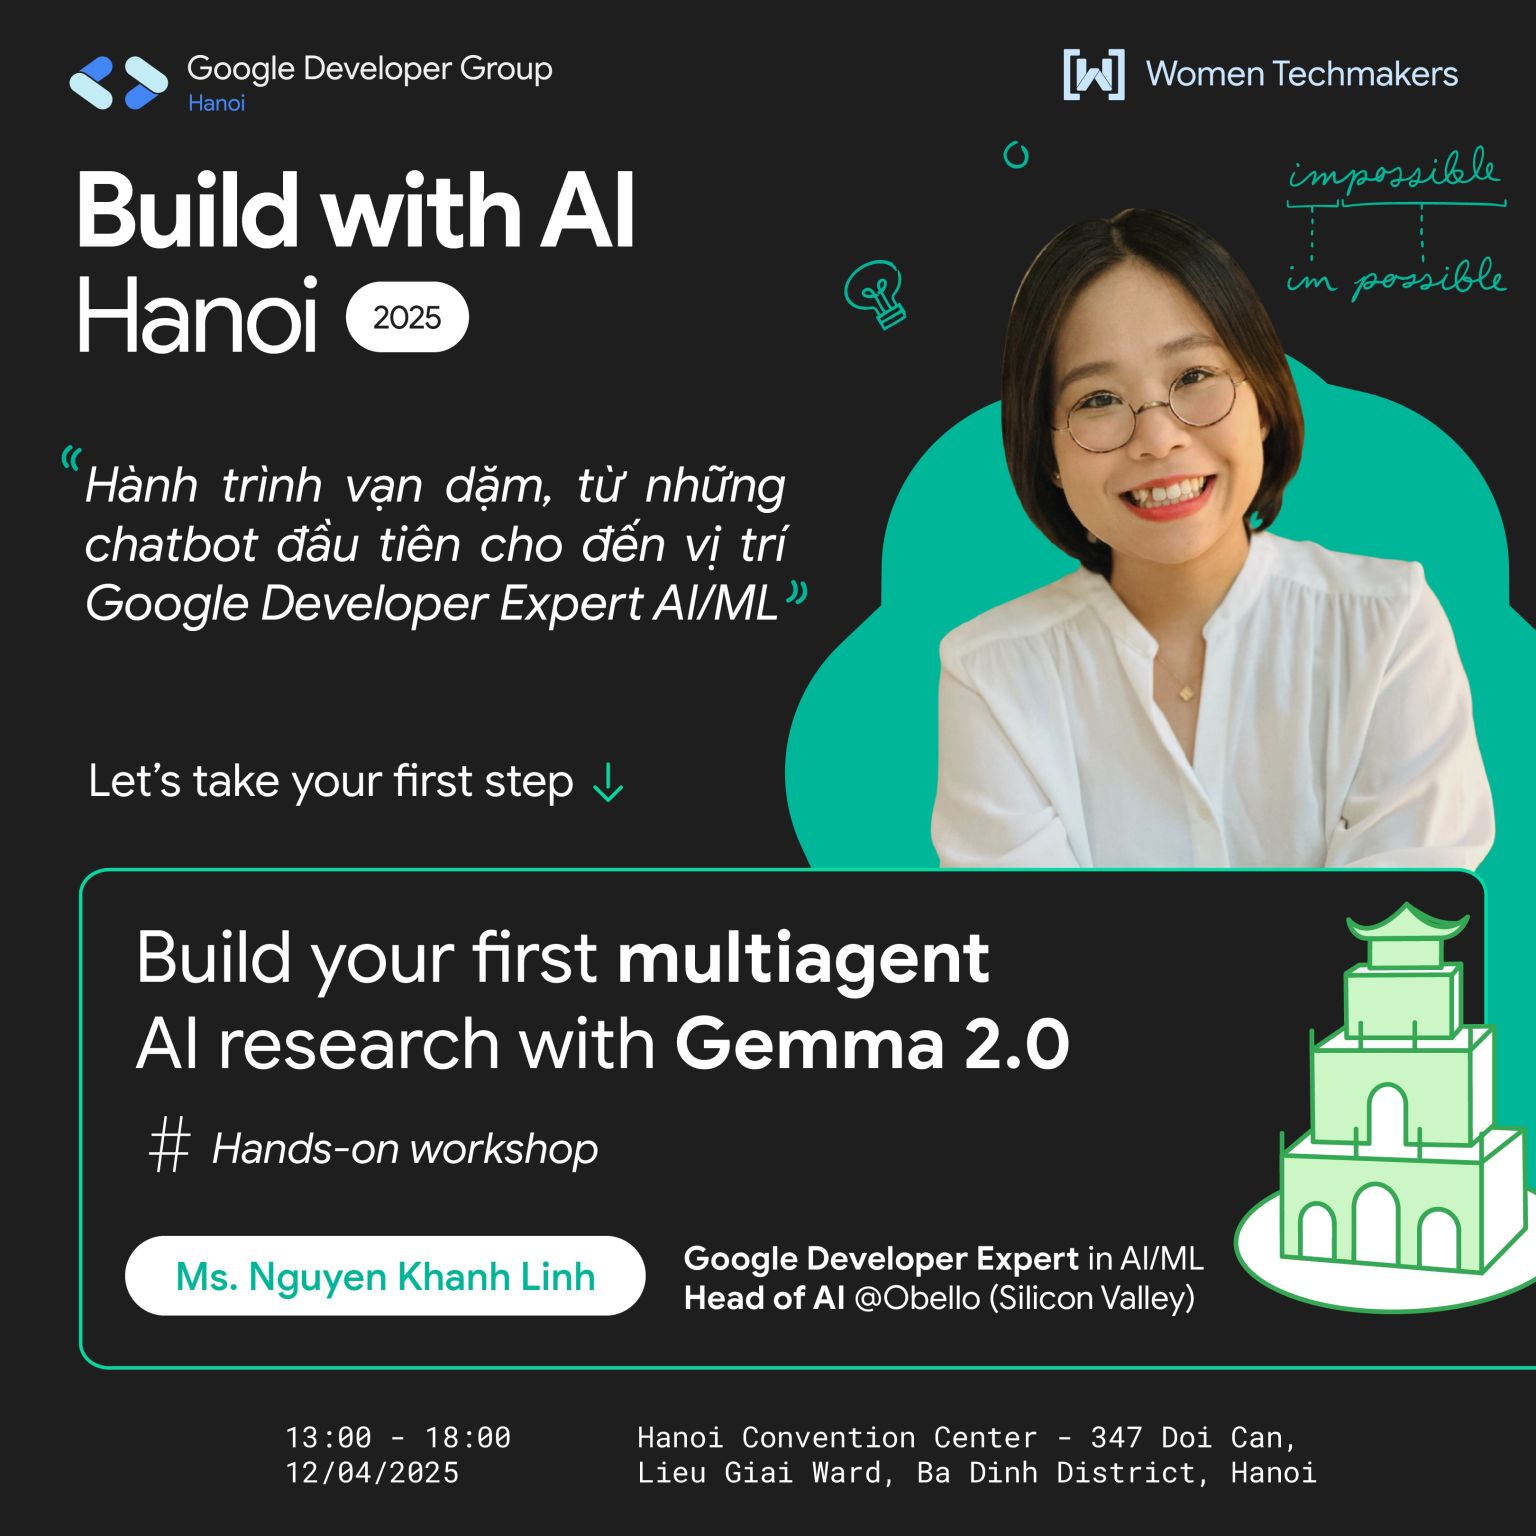 Google Developer Group
Hanoi
[W] Women Techmakers
Build with AI
Hanoi 2025
impossible
im possible
“Hành trình vạn dặm, từ những
chatbot đầu tiên cho đến vị trí
Google Developer Expert AI/ML”
Let’s take your first step ↓
Build your first multiagent
AI research with Gemma 2.0
# Hands-on workshop
Ms. Nguyen Khanh Linh
Google Developer Expert in AI/ML
Head of AI @Obello (Silicon Valley)
13:00 - 18:00
12/04/2025
Hanoi Convention Center - 347 Doi Can,
Lieu Giai Ward, Ba Dinh District, Hanoi